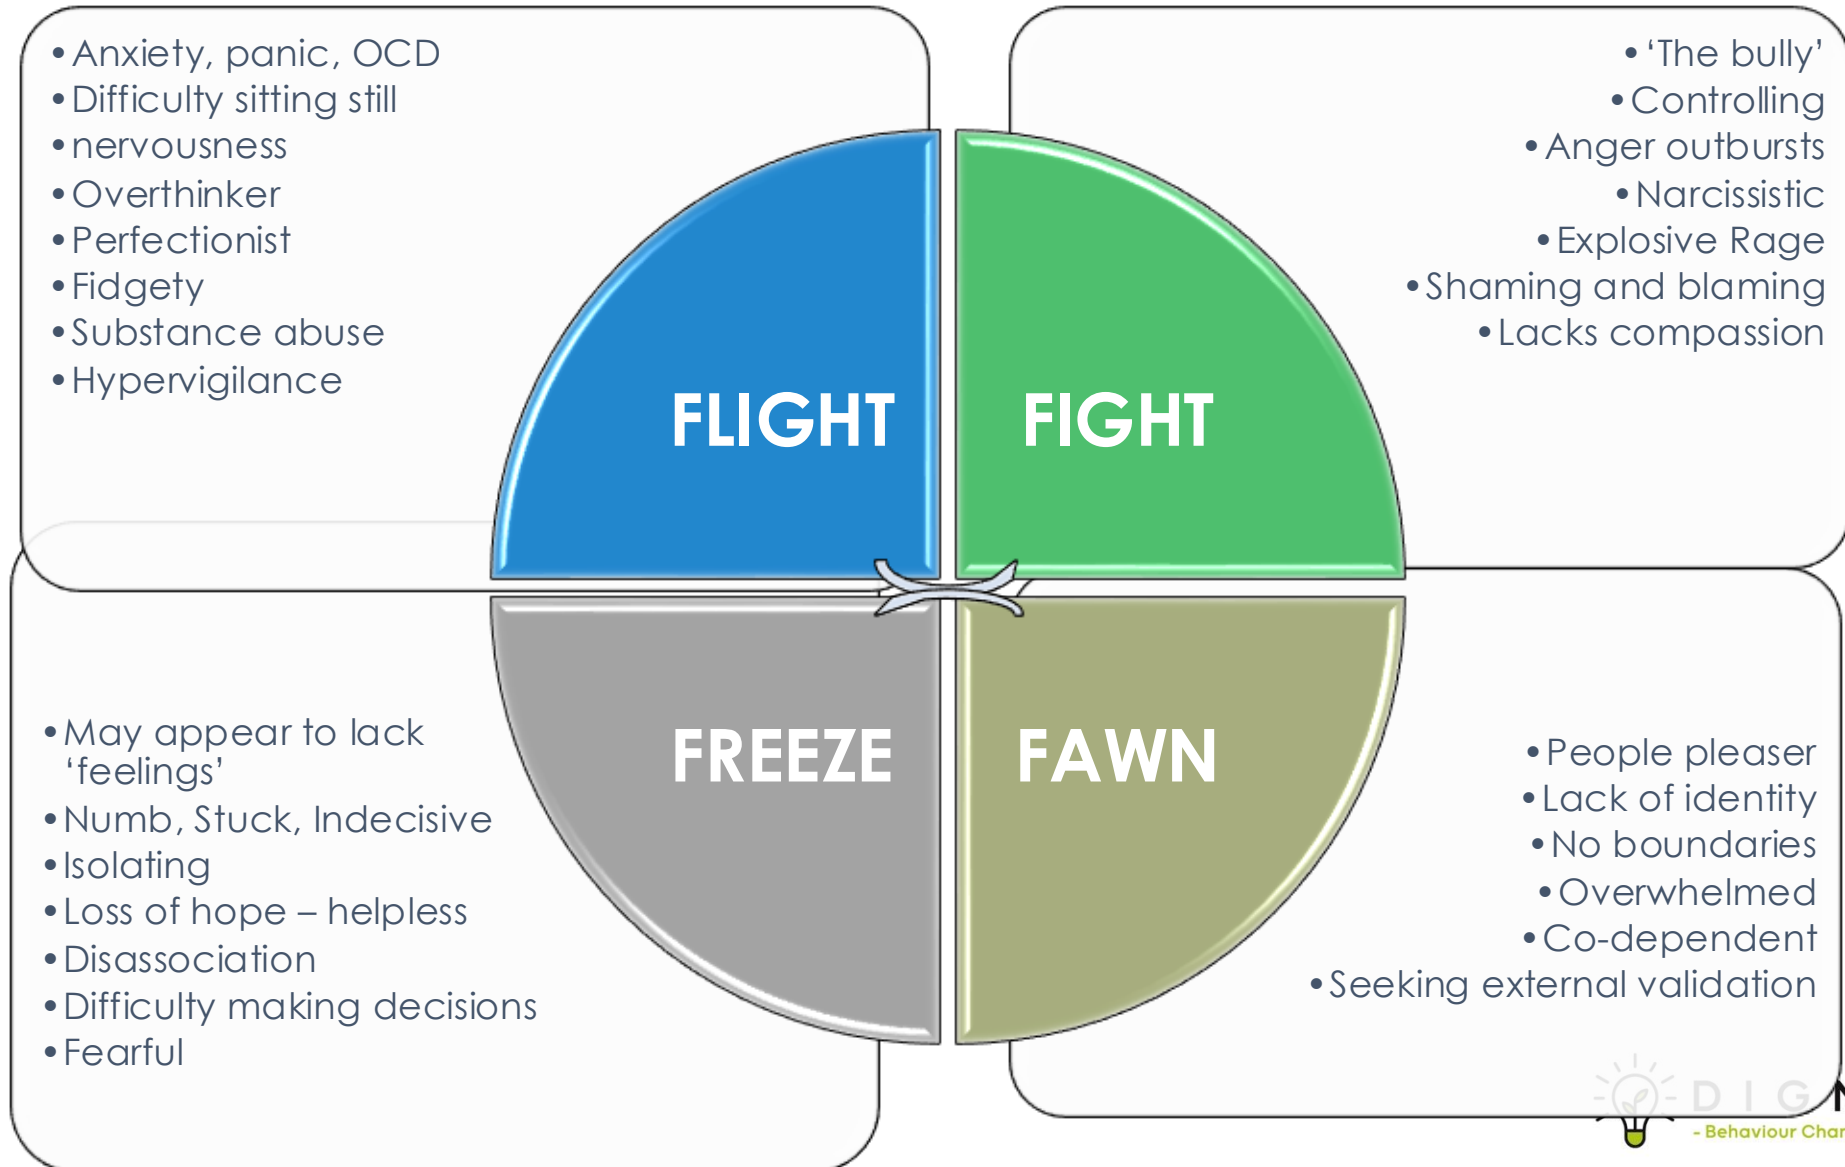 •Anxiety, panic, OCD
•Difficulty sitting still
•nervousness
•Overthinker
•Perfectionist
•Fidgety
•Substance abuse
•Hypervigilance
•‘The bully’
•Controlling
•Anger outbursts
•Narcissistic
•Explosive Rage
•Shaming and blaming
•Lacks compassion
FLIGHT
FIGHT
FREEZE
FAWN
•May appear to lack
‘feelings’
•Numb, Stuck, Indecisive
•Isolating
•Loss of hope – helpless
•Disassociation
•Difficulty making decisions
•Fearful
•People pleaser
•Lack of identity
•No boundaries
•Overwhelmed
•Co-dependent
•Seeking external validation
D I G N
- Behaviour Chan